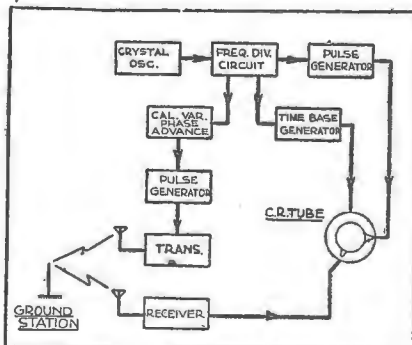 CRYSTAL
OSC.
FREQ. DIV.
CIRCUIT
PULSE
GENERATOR
CAL. VAR.
PHASE
ADVANCE
TIME BASE
GENERATOR
PULSE
GENERATOR
C.R. TUBE
TRANS.
GROUND
STATION
RECEIVER